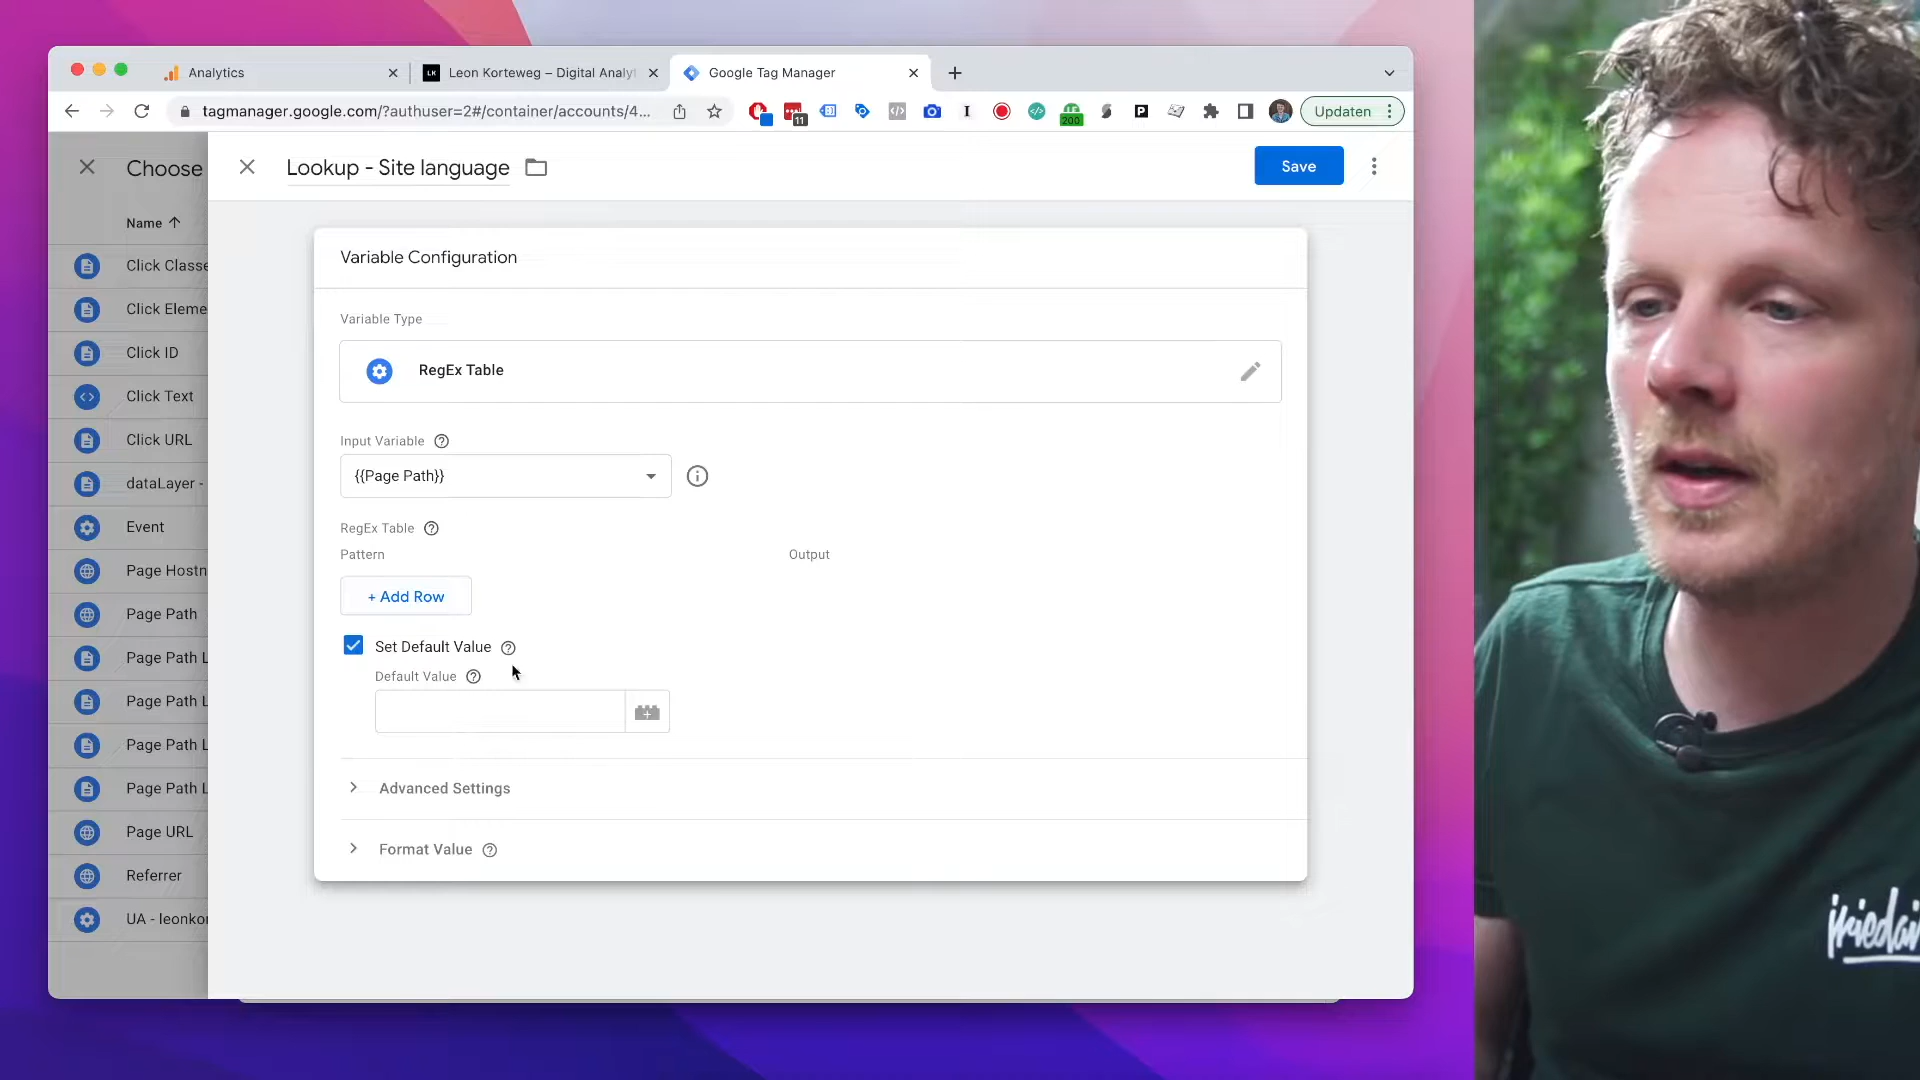 Analytics
LK Leon Korteweg – Digital Analyt
Google Tag Manager
tagmanager.google.com/?authuser=2#/container/accounts/4...
11
200
P
Updaten
Choose
Lookup - Site language
Save
Name
Click Classe
Click Eleme
Click ID
Click Text
Click URL
dataLayer -
Event
Page Hostn
Page Path
Page Path L
Page Path L
Page Path L
Page Path L
Page URL
Referrer
UA - leonkor
Variable Configuration
Variable Type
RegEx Table
Input Variable
{{Page Path}}
RegEx Table
Pattern
Output
+ Add Row
Set Default Value
Default Value
Advanced Settings
Format Value